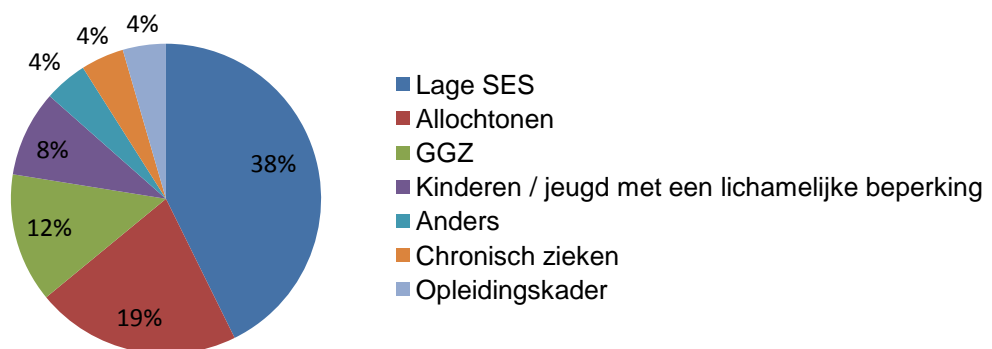 4%
4%
4%
8%
38%
12%
19%
Lage SES
Allochtonen
GGZ
Kinderen / jeugd met een lichamelijke beperking
Anders
Chronisch zieken
Opleidingskader